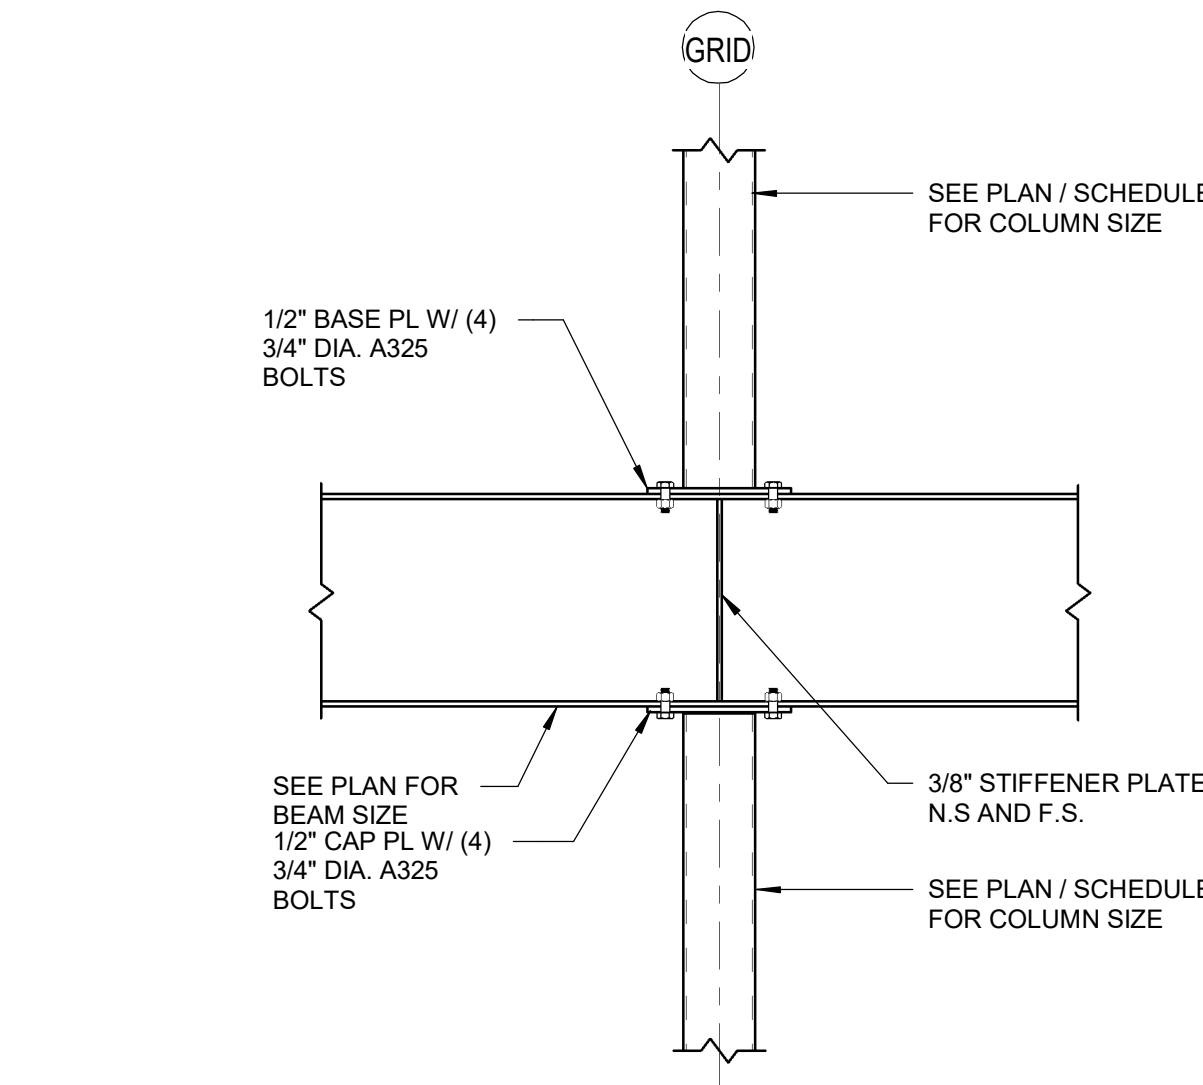 GRID
SEE PLAN / SCHEDULE
FOR COLUMN SIZE
1/2" BASE PL W/ (4)
3/4" DIA. A325
BOLTS
SEE PLAN FOR
BEAM SIZE
1/2" CAP PL W/ (4)
3/4" DIA. A325
BOLTS
3/8" STIFFENER PLATE
N.S AND F.S.
SEE PLAN / SCHEDULE
FOR COLUMN SIZE